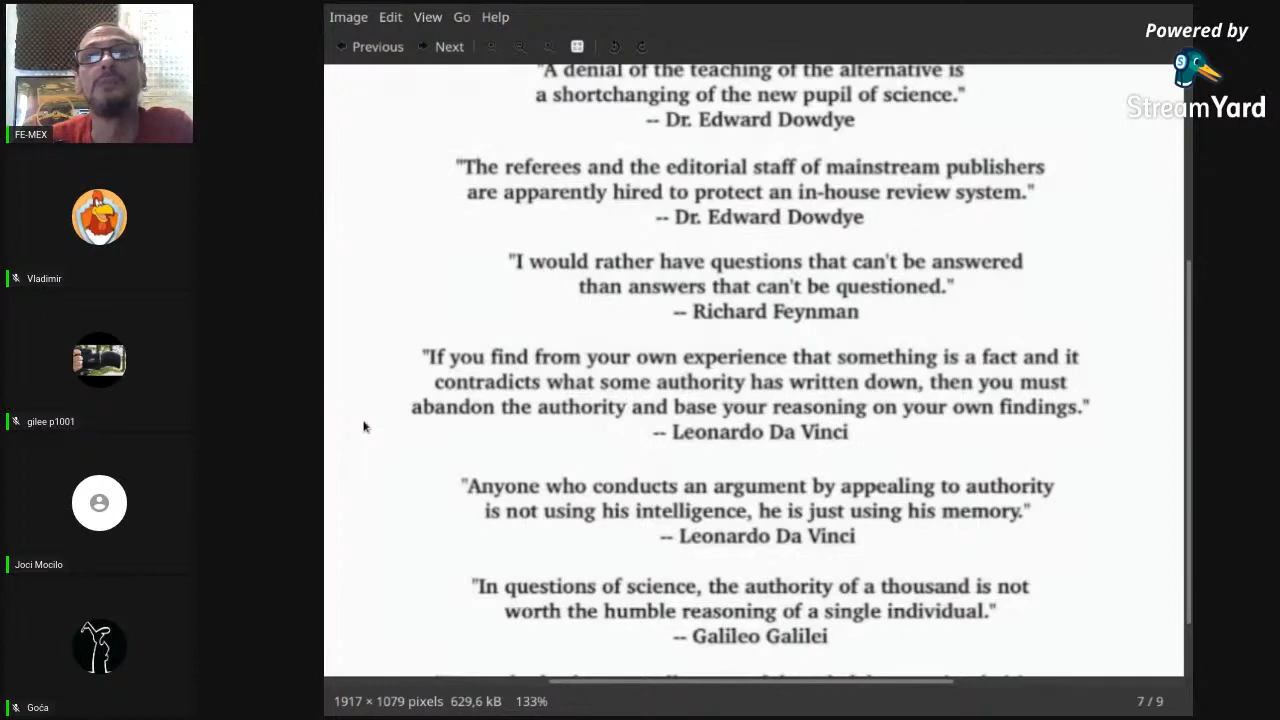 Image Edit View Go Help
Previous Next
Powered by
StreamYard
FE-MEX
Vladimir
gilee p1001
Joci Mocilo
Goća
"A denial of the teaching of the alternative is
a shortchanging of the new pupil of science."
-- Dr. Edward Dowdye
"The referees and the editorial staff of mainstream publishers
are apparently hired to protect an in-house review system."
-- Dr. Edward Dowdye
"I would rather have questions that can't be answered
than answers that can't be questioned."
-- Richard Feynman
"If you find from your own experience that something is a fact and it
contradicts what some authority has written down, then you must
abandon the authority and base your reasoning on your own findings."
-- Leonardo Da Vinci
"Anyone who conducts an argument by appealing to authority
is not using his intelligence, he is just using his memory."
-- Leonardo Da Vinci
"In questions of science, the authority of a thousand is not
worth the humble reasoning of a single individual."
-- Galileo Galilei
1917 × 1079 pixels 629,6 kB 133% 7 / 9